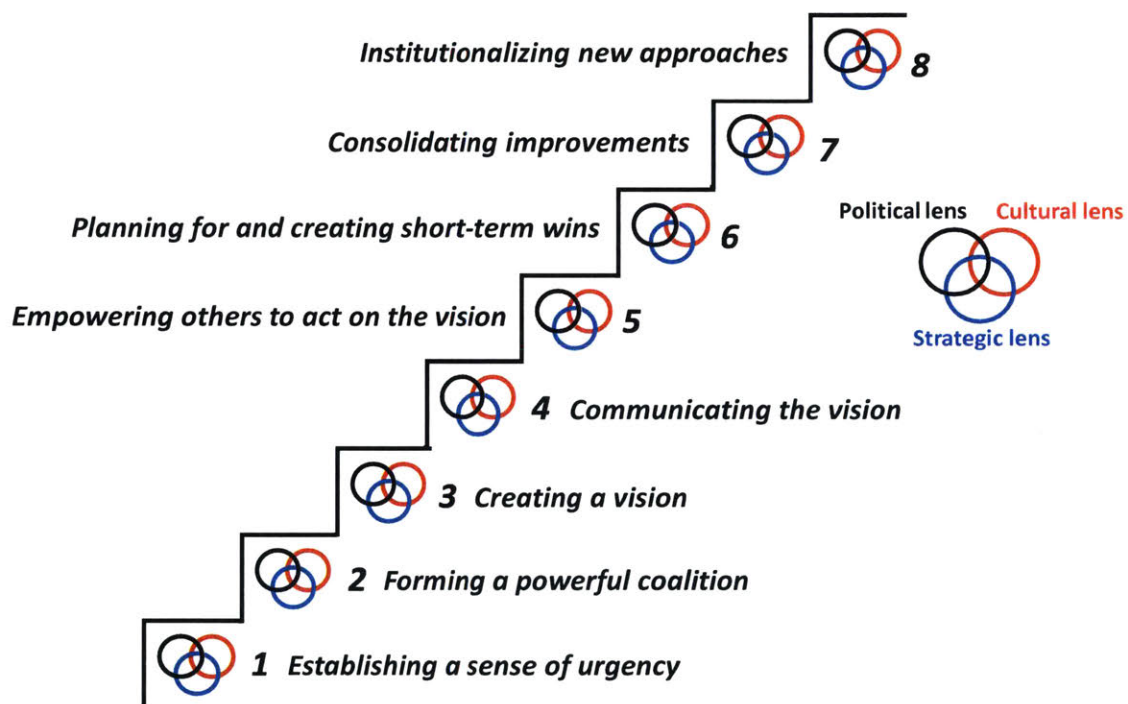 Institutionalizing new approaches 8
Consolidating improvements 7
Planning for and creating short-term wins 6
Political lens Cultural lens
Empowering others to act on the vision 5
Strategic lens
4 Communicating the vision
3 Creating a vision
2 Forming a powerful coalition
1 Establishing a sense of urgency